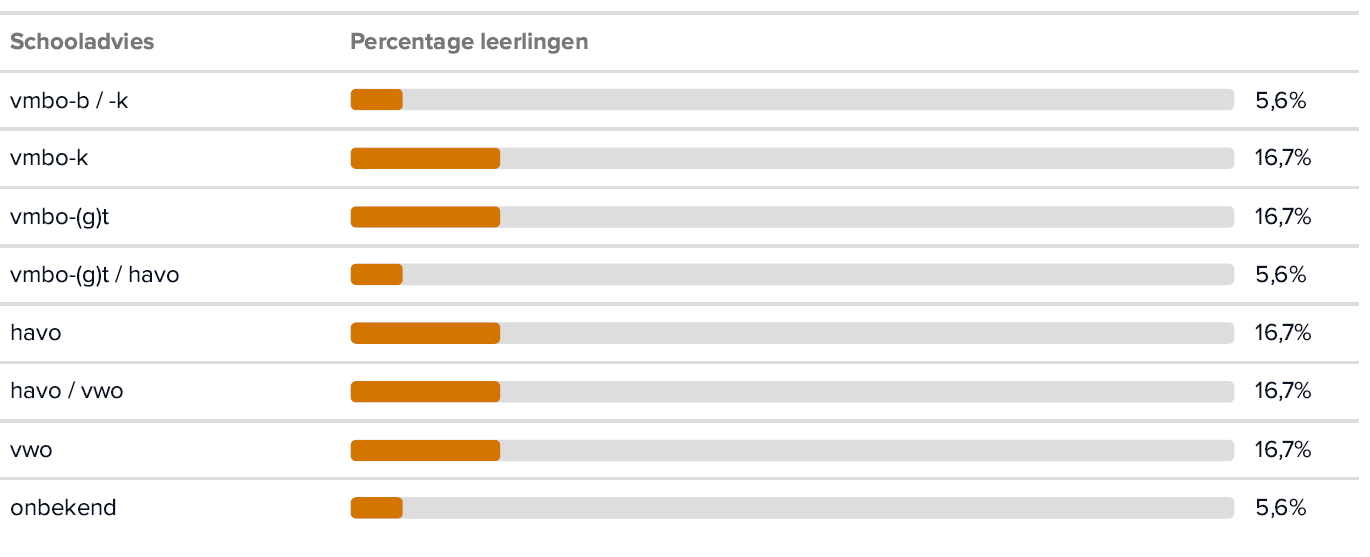 Schooladvies Percentage leerlingen
vmbo-b / -k 5,6%
vmbo-k 16,7%
vmbo-(g)t 16,7%
vmbo-(g)t / havo 5,6%
havo 16,7%
havo / vwo 16,7%
vwo 16,7%
onbekend 5,6%